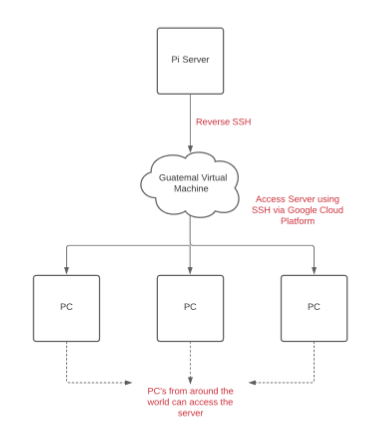 Pi Server
Reverse SSH
Guatemal Virtual
Machine
Access Server using
SSH via Google Cloud
Platform
PC
PC
PC
PC's from around the
world can access the
server